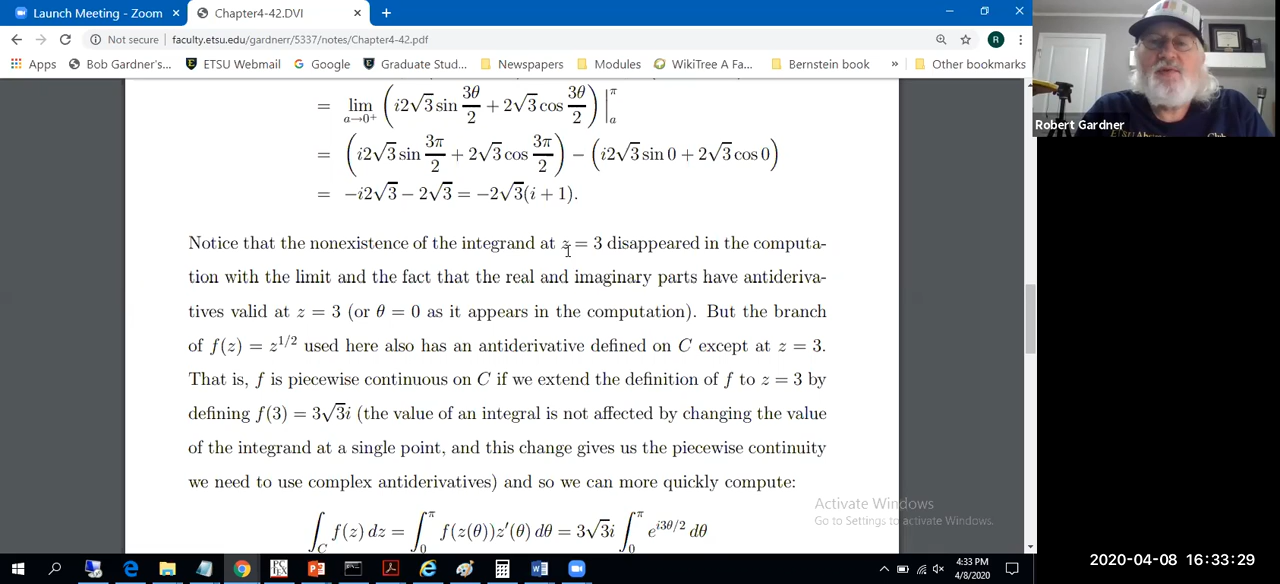 Launch Meeting - Zoom
Chapter4-42.DVI
Not secure | faculty.etsu.edu/gardnerr/5337/notes/Chapter4-42.pdf
R
Apps Bob Gardner's... ETSU Webmail Google Graduate Stud... Newspapers Modules WikiTree A Fa... Bernstein book » Other bookmarks
= lim a→0⁺ (i2√3 sin 3θ/2 + 2√3 cos 3θ/2) |_a^π
= (i2√3 sin 3π/2 + 2√3 cos 3π/2) − (i2√3 sin 0 + 2√3 cos 0)
= −i2√3 − 2√3 = −2√3(i + 1).
Notice that the nonexistence of the integrand at z = 3 disappeared in the computa-
tion with the limit and the fact that the real and imaginary parts have antideriva-
tives valid at z = 3 (or θ = 0 as it appears in the computation). But the branch
of f(z) = z^{1/2} used here also has an antiderivative defined on C except at z = 3.
That is, f is piecewise continuous on C if we extend the definition of f to z = 3 by
defining f(3) = 3√3i (the value of an integral is not affected by changing the value
of the integrand at a single point, and this change gives us the piecewise continuity
we need to use complex antiderivatives) and so we can more quickly compute:
∫_C f(z) dz = ∫_0^π f(z(θ))z′(θ) dθ = 3√3i ∫_0^π e^{i3θ/2} dθ
Activate Windows
Go to Settings to activate Windows.
Robert Gardner
4:33 PM
4/8/2020
2020-04-08 16:33:29